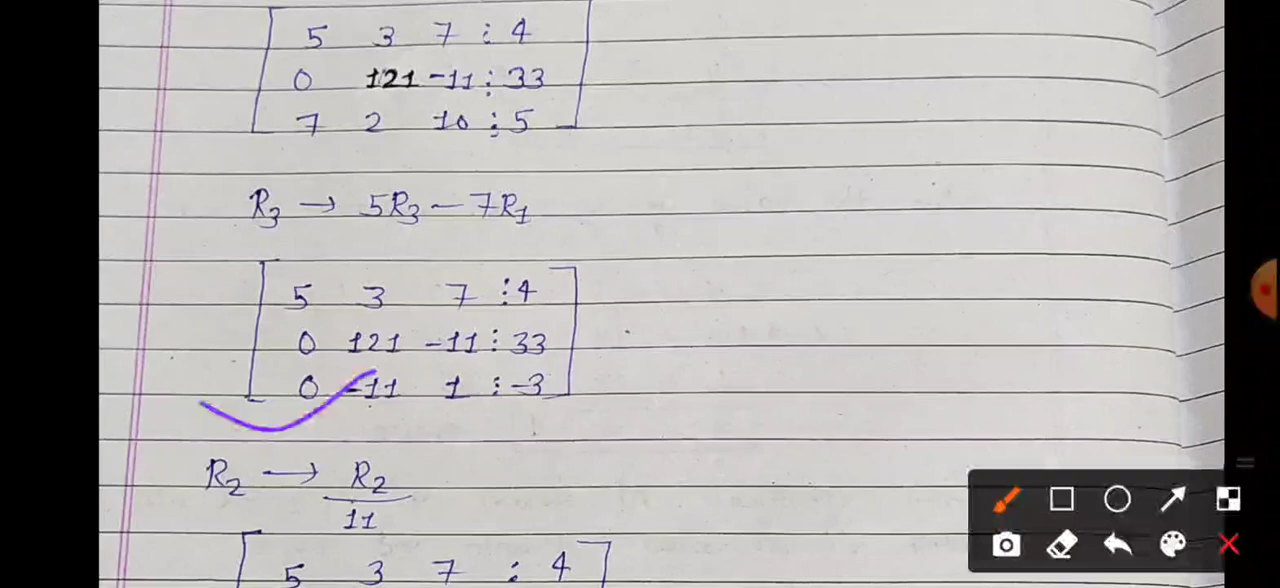 5 3 7 : 4
0 121 -11 : 33
7 2 10 : 5
R₃ → 5R₃ - 7R₁
5 3 7 : 4
0 121 -11 : 33
0 -11 1 : -3
R₂ → R₂/11
5 3 7 : 4